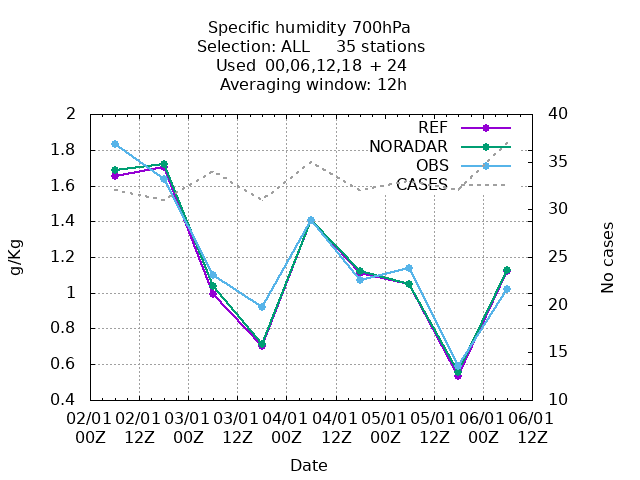 Specific humidity 700hPa
Selection: ALL 35 stations
Used 00,06,12,18 + 24
Averaging window: 12h
REF
NORADAR
OBS
CASES
2
1.8
1.6
1.4
1.2
1
0.8
0.6
0.4
40
35
30
25
20
15
10
g/Kg
No cases
02/01 02/01 03/01 03/01 04/01 04/01 05/01 05/01 06/01 06/01
00Z 12Z 00Z 12Z 00Z 12Z 00Z 12Z 00Z 12Z
Date